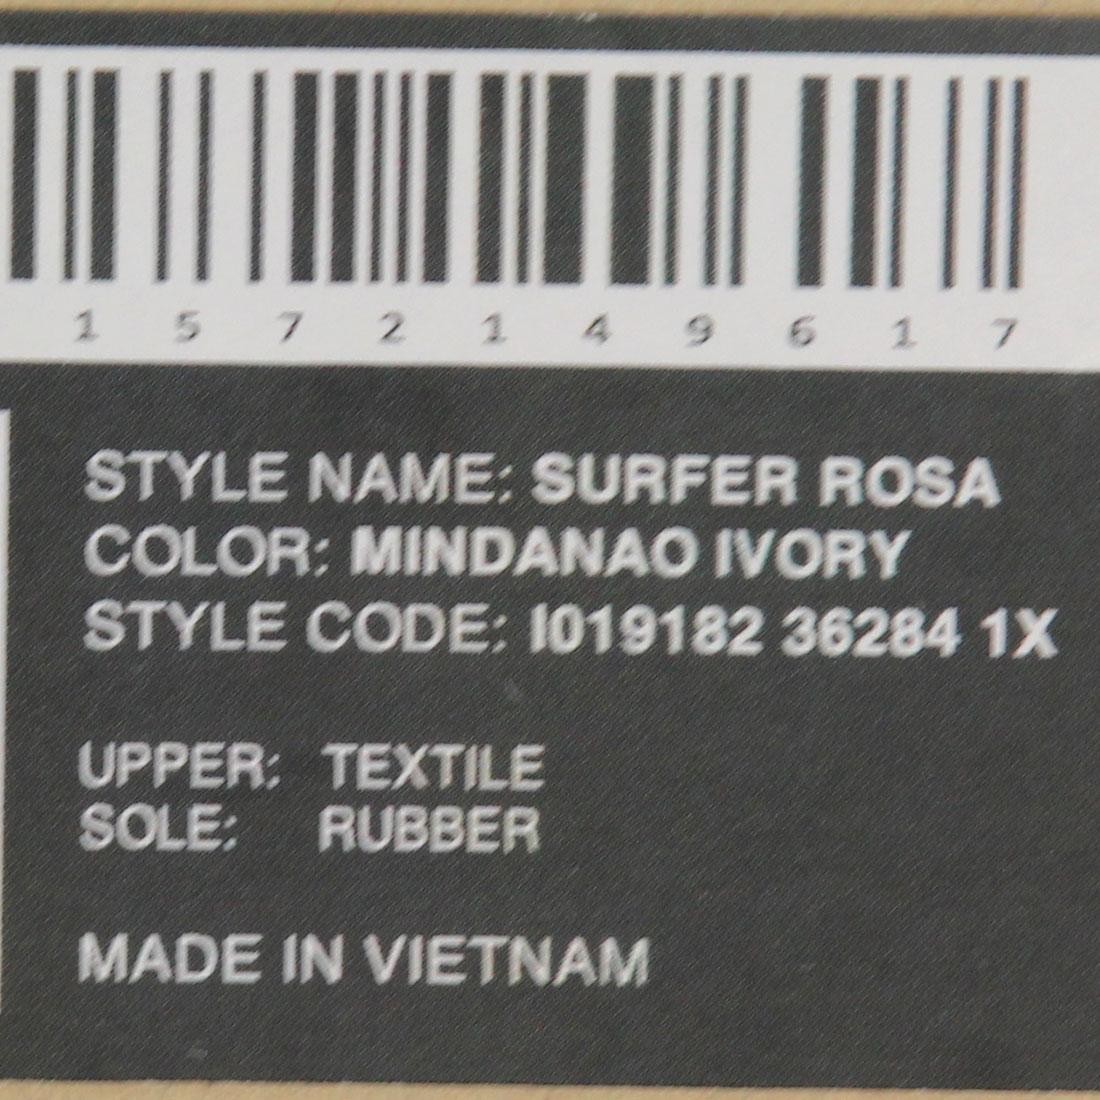 1 5 7 2 1 4 9 6 1 7
STYLE NAME: SURFER ROSA
COLOR: MINDANAO IVORY
STYLE CODE: I019182 36284 1X
UPPER: TEXTILE
SOLE: RUBBER
MADE IN VIETNAM